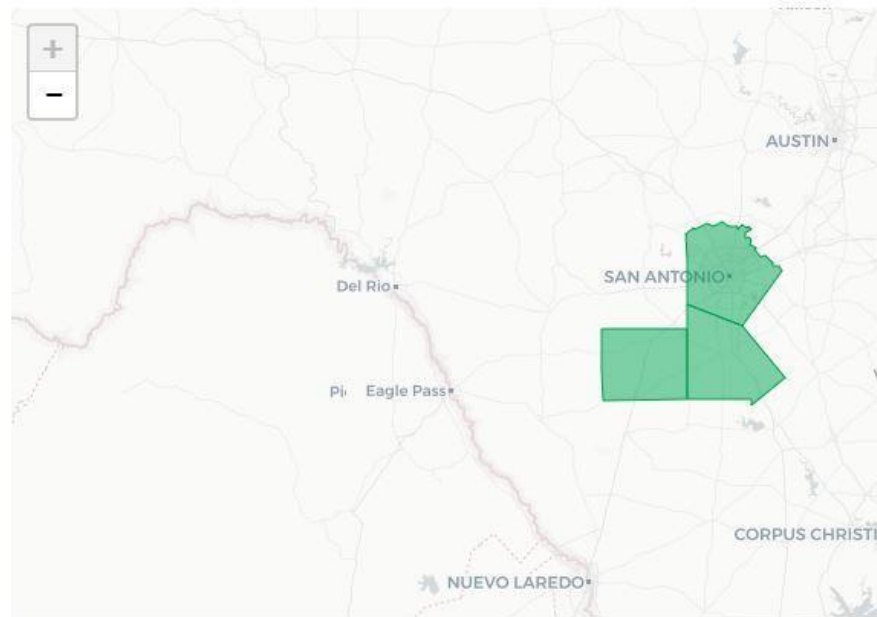 +
−
AUSTIN
SAN ANTONIO
Del Rio
Eagle Pass
CORPUS CHRISTI
NUEVO LAREDO